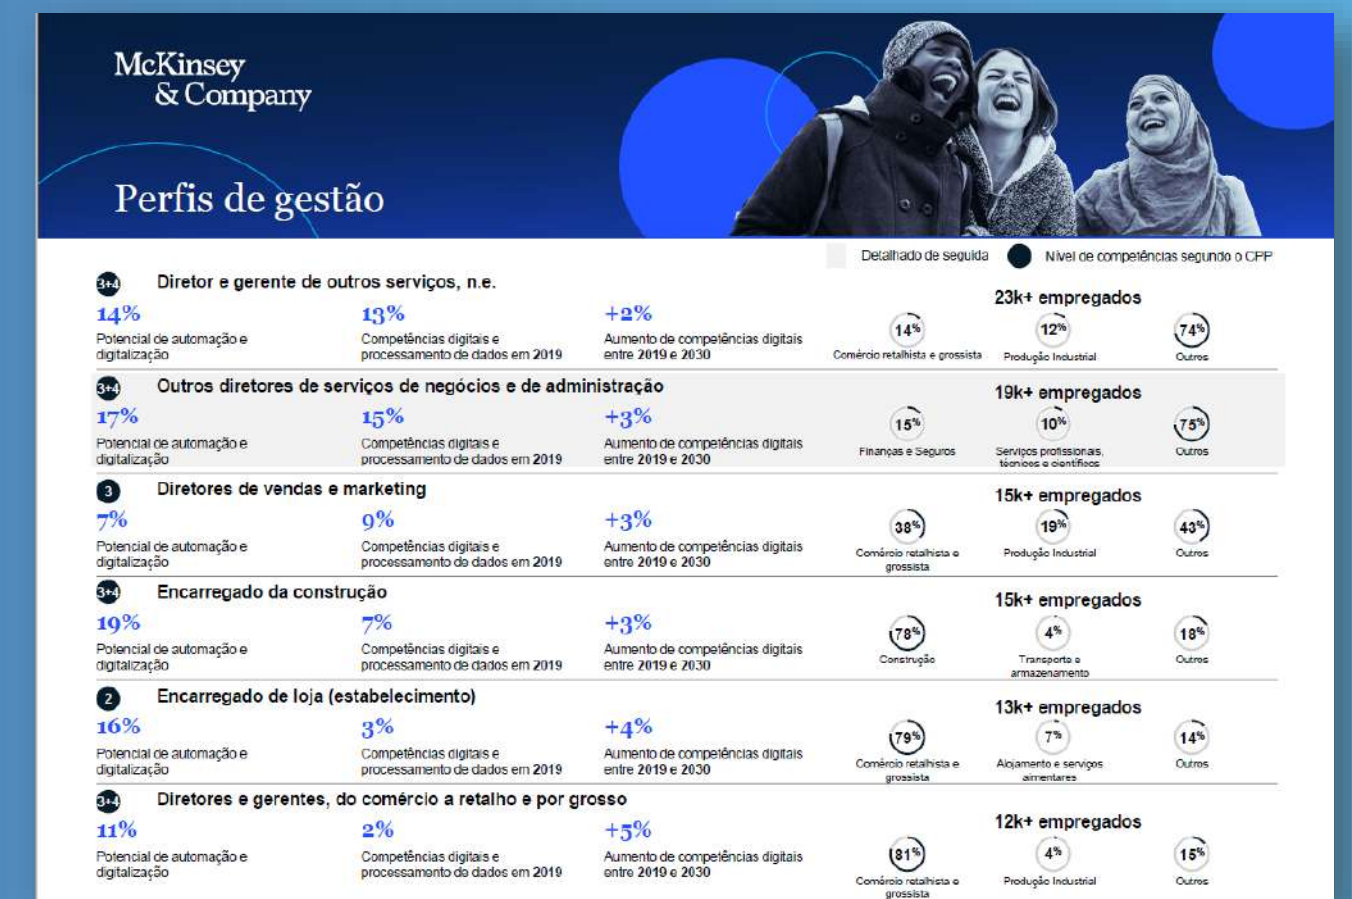 McKinsey
& Company
Perfis de gestão
Detalhado de seguida
Nível de competências segundo o CPP
3+4 Diretor e gerente de outros serviços, n.e.
23k+ empregados
14% 13% +2%
14% 12% 74%
Potencial de automação e Competências digitais e Aumento de competências digitais
digitalização processamento de dados em 2019 entre 2019 e 2030
Comércio retalhista e grossista Produção Industrial Outros
3+4 Outros diretores de serviços de negócios e de administração
19k+ empregados
17% 15% +3%
15% 10% 75%
Potencial de automação e Competências digitais e Aumento de competências digitais
digitalização processamento de dados em 2019 entre 2019 e 2030
Finanças e Seguros Serviços profissionais, Outros
técnicos e científicos
3 Diretores de vendas e marketing
15k+ empregados
7% 9% +3%
38% 19% 43%
Potencial de automação e Competências digitais e Aumento de competências digitais
digitalização processamento de dados em 2019 entre 2019 e 2030
Comércio retalhista e Produção Industrial Outros
grossista
3+4 Encarregado da construção
15k+ empregados
19% 7% +3%
78% 4% 18%
Potencial de automação e Competências digitais e Aumento de competências digitais
digitalização processamento de dados em 2019 entre 2019 e 2030
Construção Transporte e Outros
armazenamento
2 Encarregado de loja (estabelecimento)
13k+ empregados
16% 3% +4%
79% 7% 14%
Potencial de automação e Competências digitais e Aumento de competências digitais
digitalização processamento de dados em 2019 entre 2019 e 2030
Comércio retalhista e Alojamento e serviços Outros
grossista aimentares
3+4 Diretores e gerentes, do comércio a retalho e por grosso
12k+ empregados
11% 2% +5%
81% 4% 15%
Potencial de automação e Competências digitais e Aumento de competências digitais
digitalização processamento de dados em 2019 entre 2019 e 2030
Comércio retalhista e Produção Industrial Outros
grossista